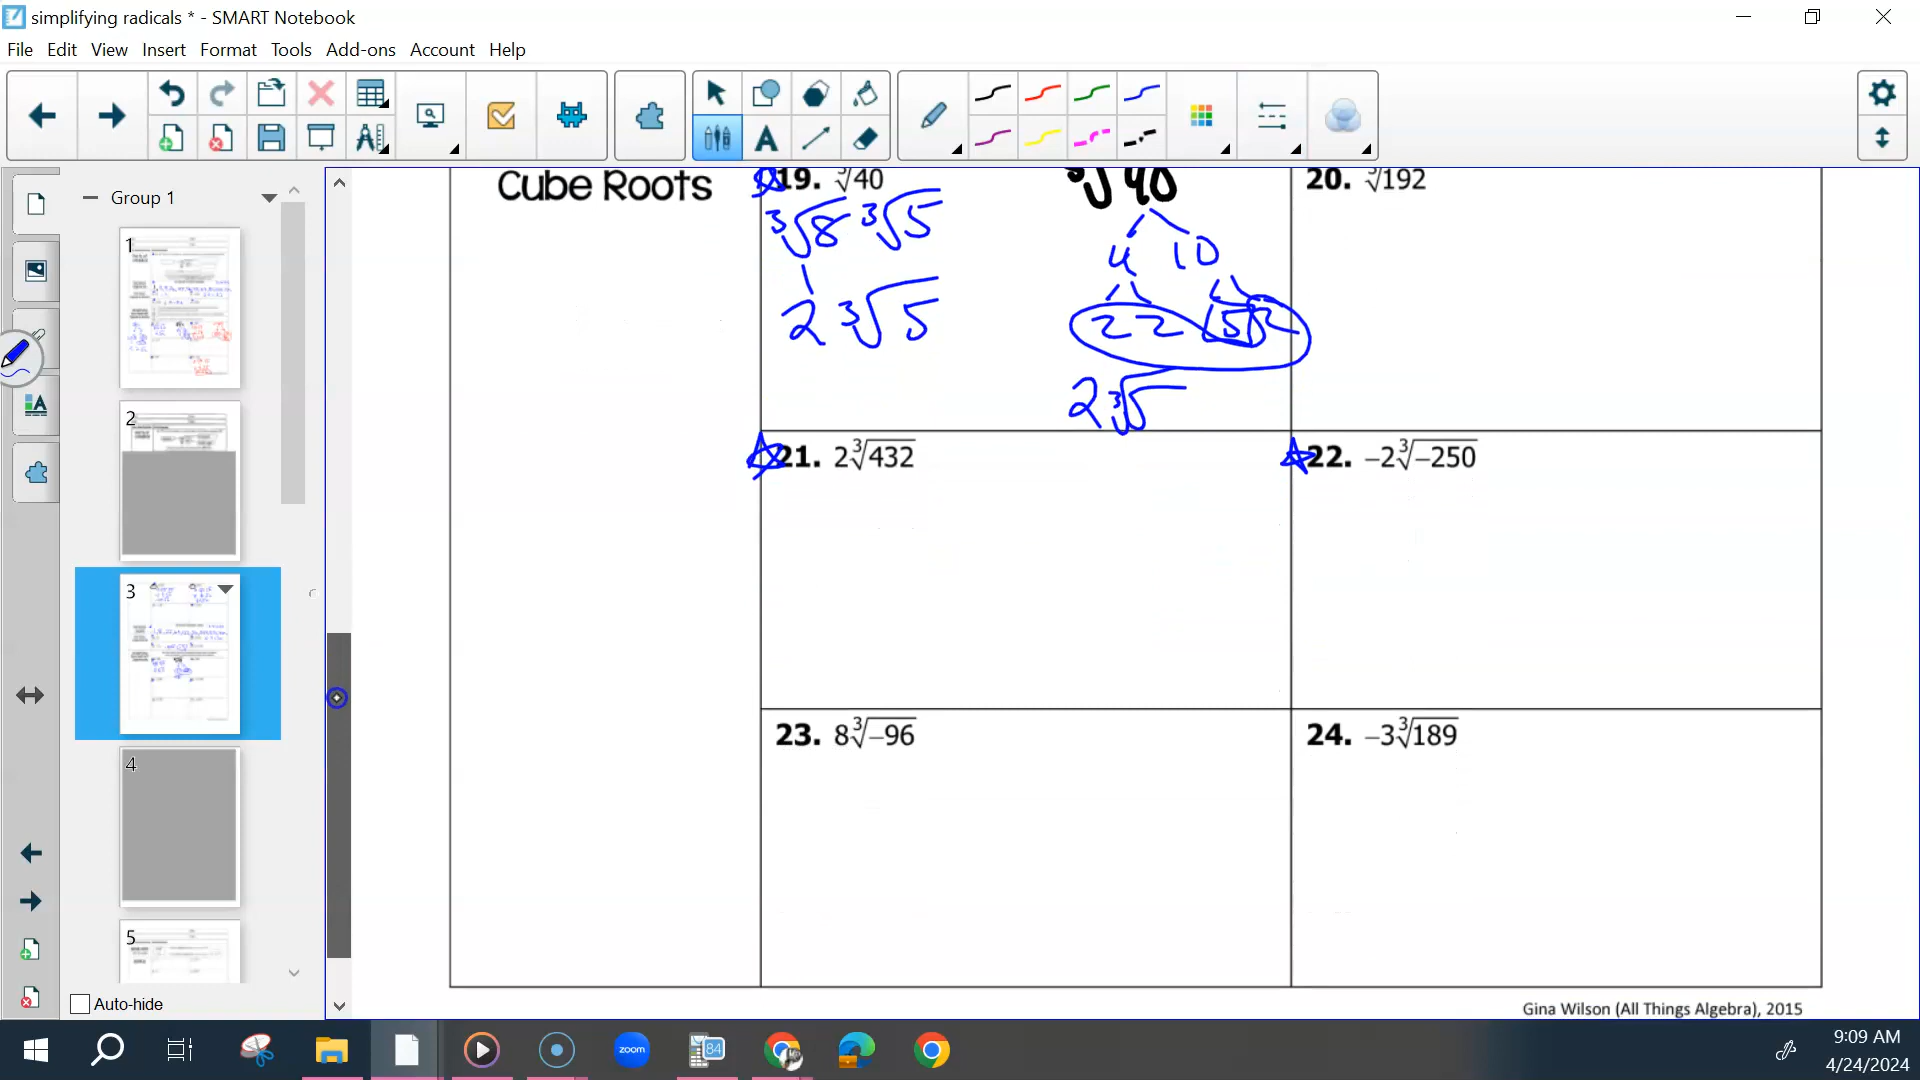 simplifying radicals * - SMART Notebook
File Edit View Insert Format Tools Add-ons Account Help
Group 1
1
2
3
4
5
Auto-hide
Cube Roots
19. ∛40
∛8 ∛5
2 ∛5
∛40
4 10
2 2 5 2
2∛5
20. ∛192
21. 2∛432
22. –2∛–250
23. 8∛–96
24. –3∛189
Gina Wilson (All Things Algebra), 2015
zoom
84
9:09 AM
4/24/2024